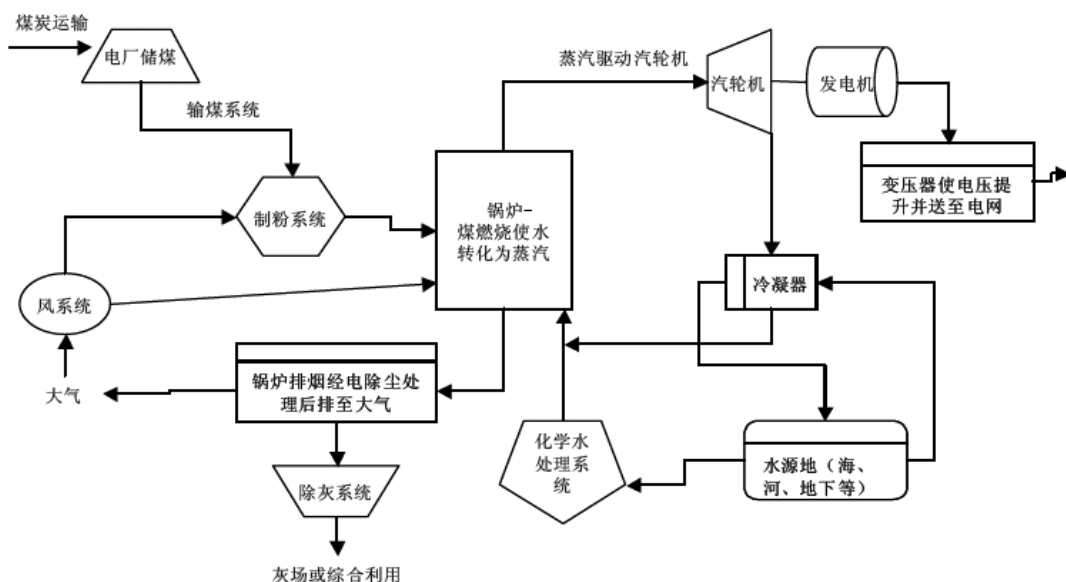 煤炭运输
电厂储煤
输煤系统
制粉系统
风系统
大气
锅炉-
煤燃烧使水
转化为蒸汽
蒸汽驱动汽轮机
汽轮机
发电机
变压器使电压提
升并送至电网
冷凝器
锅炉排烟经电除尘处
理后排至大气
除灰系统
灰场或综合利用
化学水
处理系
统
水源地（海、
河、地下等）